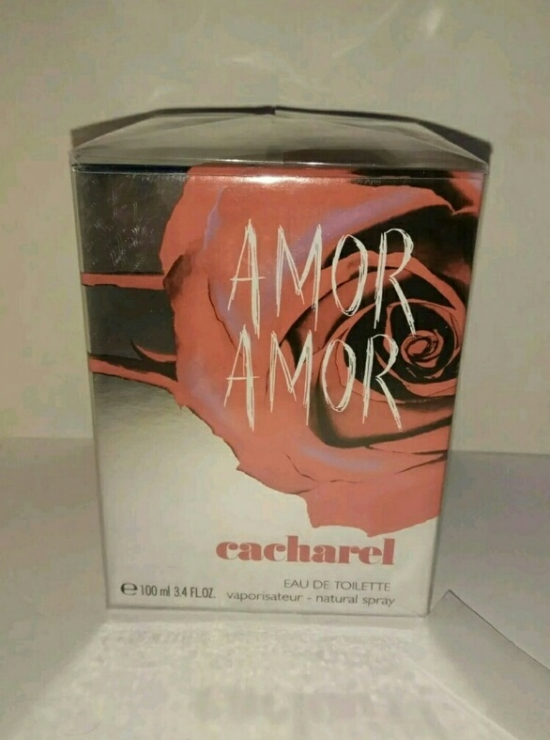 AMOR
AMOR
cacharel
EAU DE TOILETTE
℮ 100 ml 3.4 FL.OZ. vaporisateur - natural spray